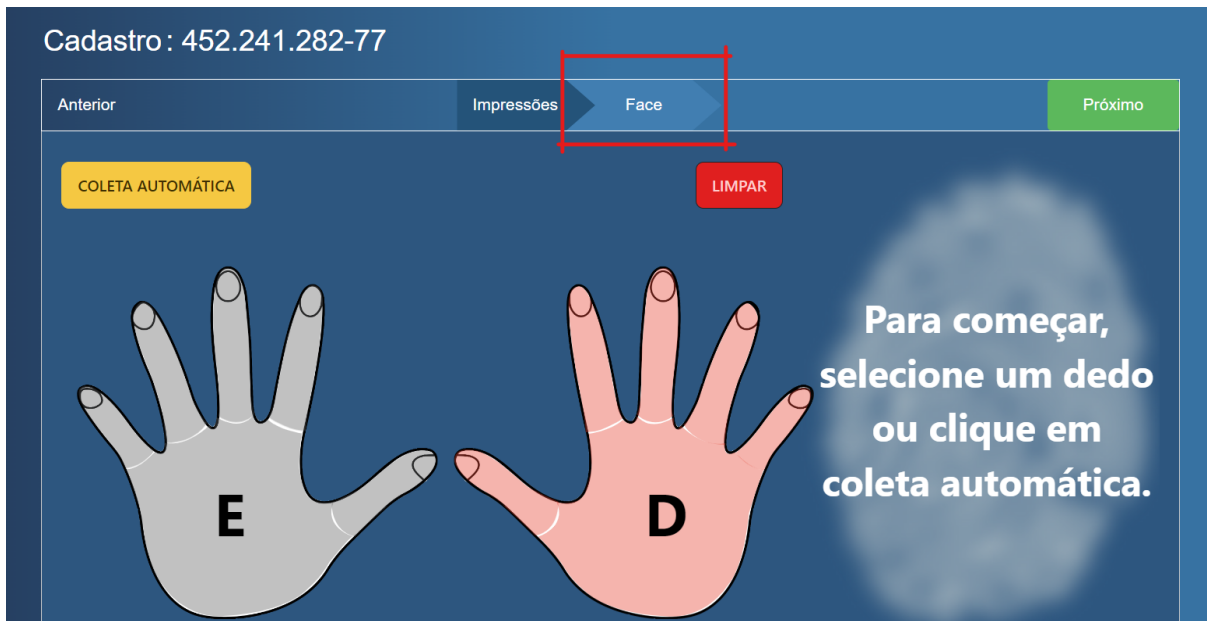 Cadastro : 452.241.282-77
Anterior
Impressões
Face
Próximo
COLETA AUTOMÁTICA
LIMPAR
Para começar,
selecione um dedo
ou clique em
coleta automática.
E
D